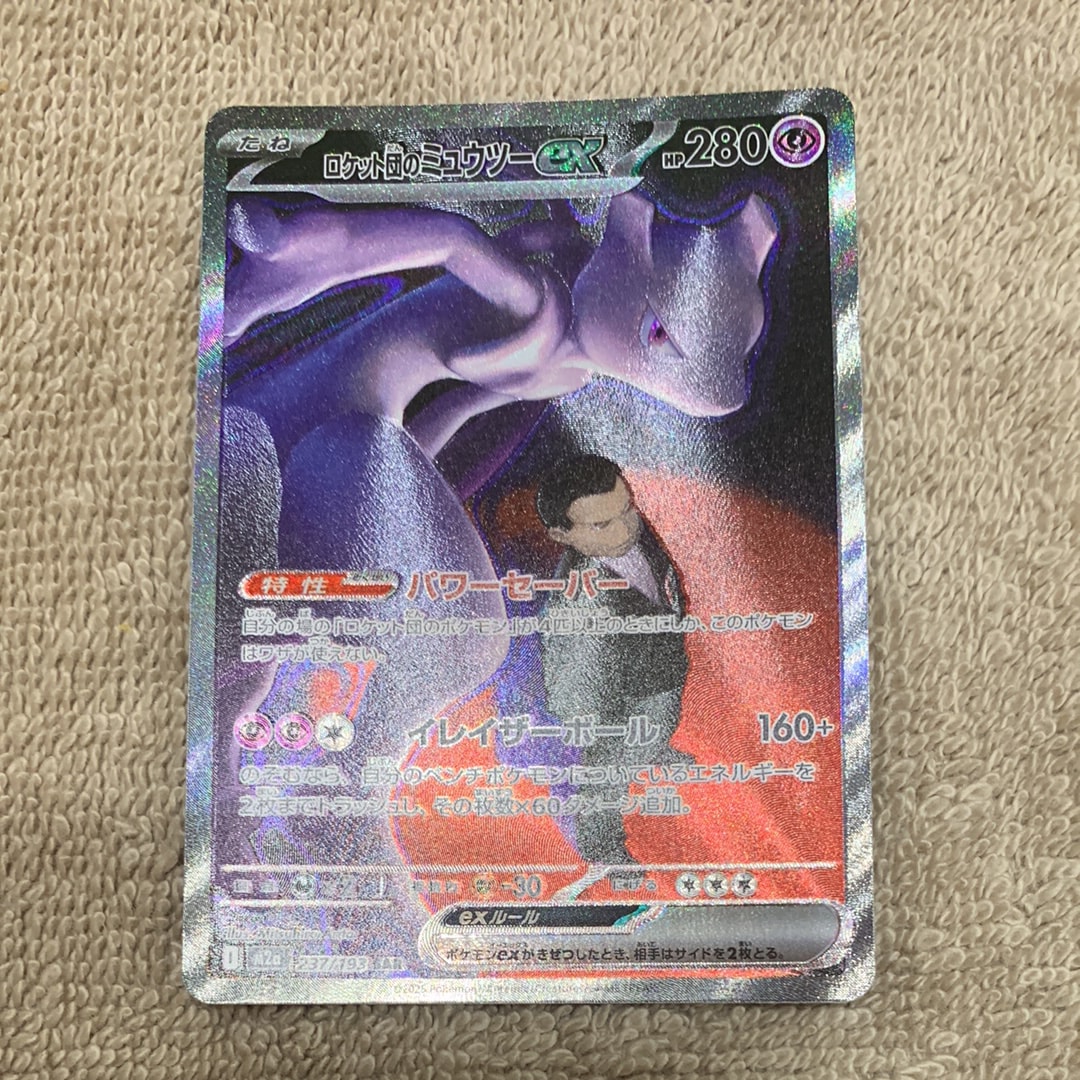 たね
ロケット団のミュウツーex HP280
特性 パワーセーバー
自分の場の「ロケット団のポケモン」が4匹以上のときにしか、このポケモン
はワザが使えない。
イレイザーボール 160+
のぞむなら、自分のベンチポケモンについているエネルギーを
2枚までトラッシュし、その枚数×60ダメージ追加。
-30 にげる
exルール
ポケモンexがきぜつしたとき、相手はサイドを2枚とる。
I M2a 237/193